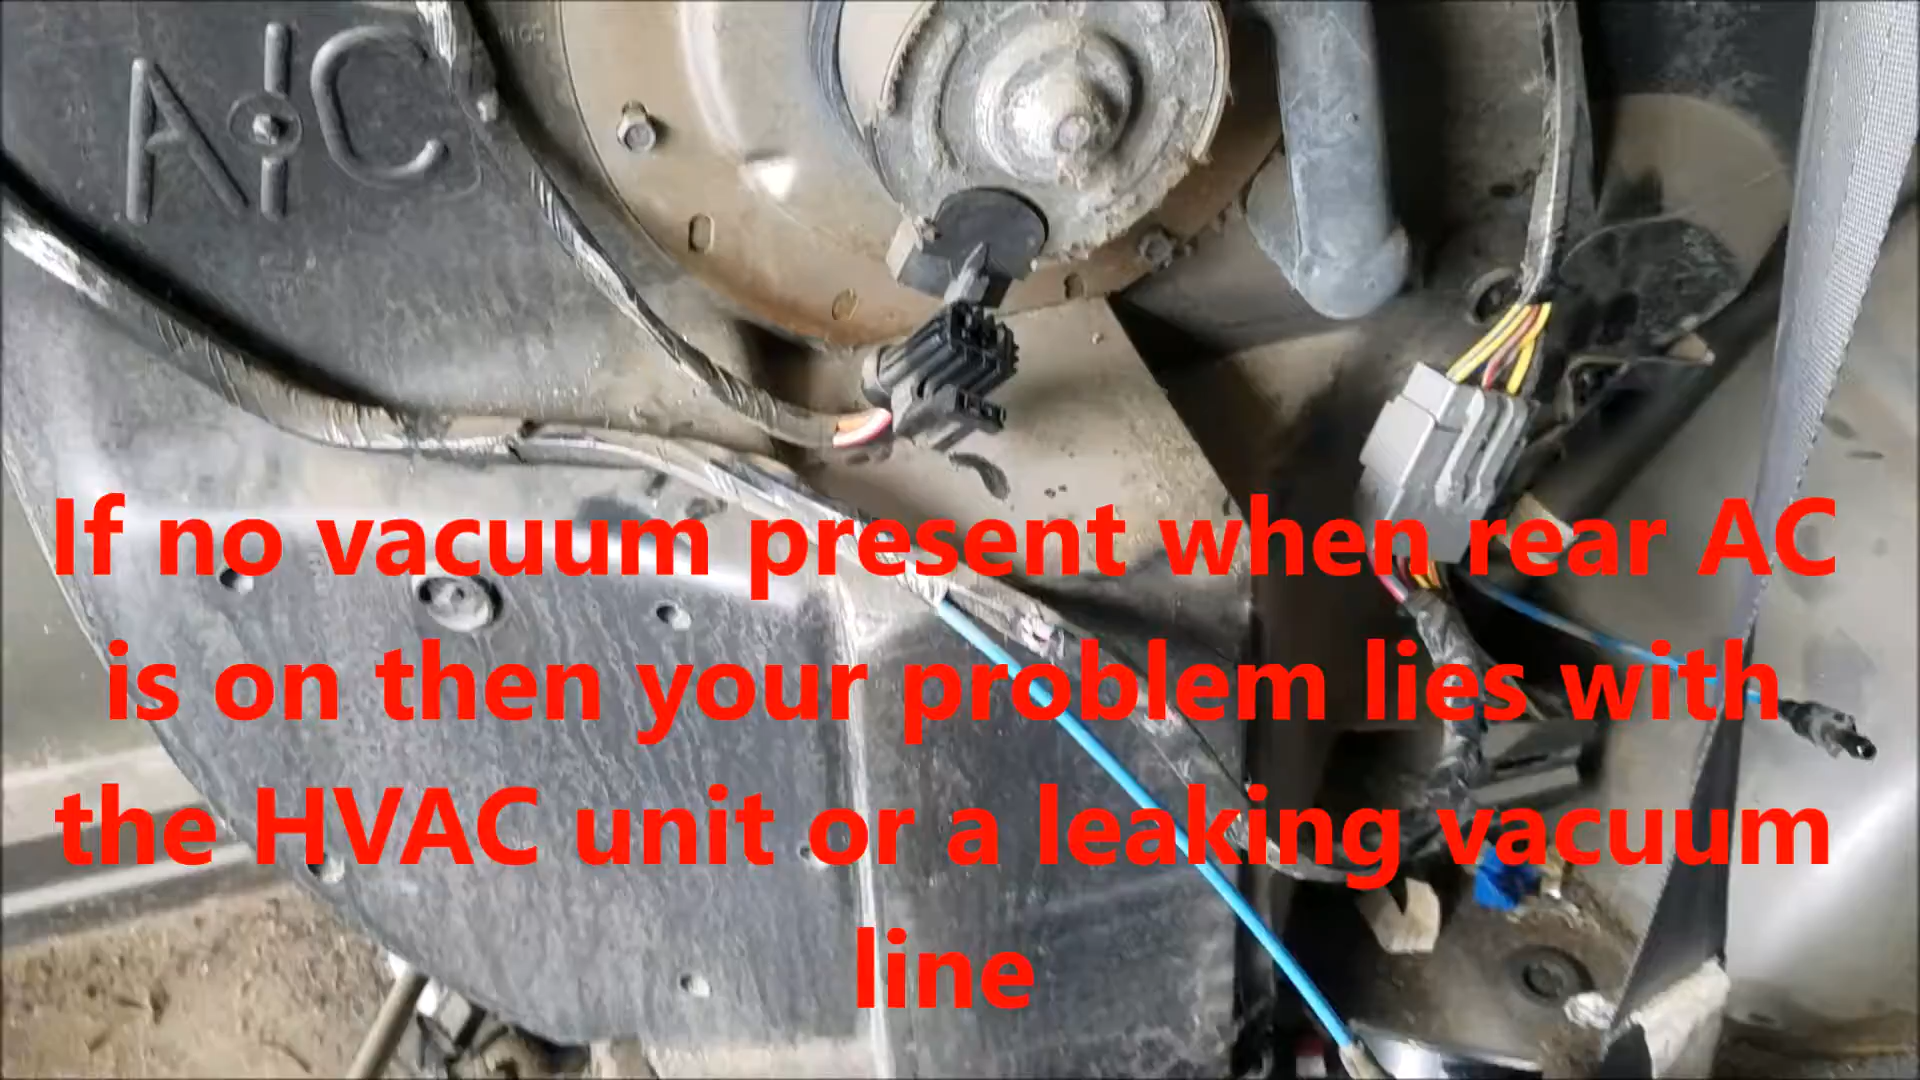 A/C
If no vacuum present when rear AC
is on then your problem lies with
the HVAC unit or a leaking vacuum
line